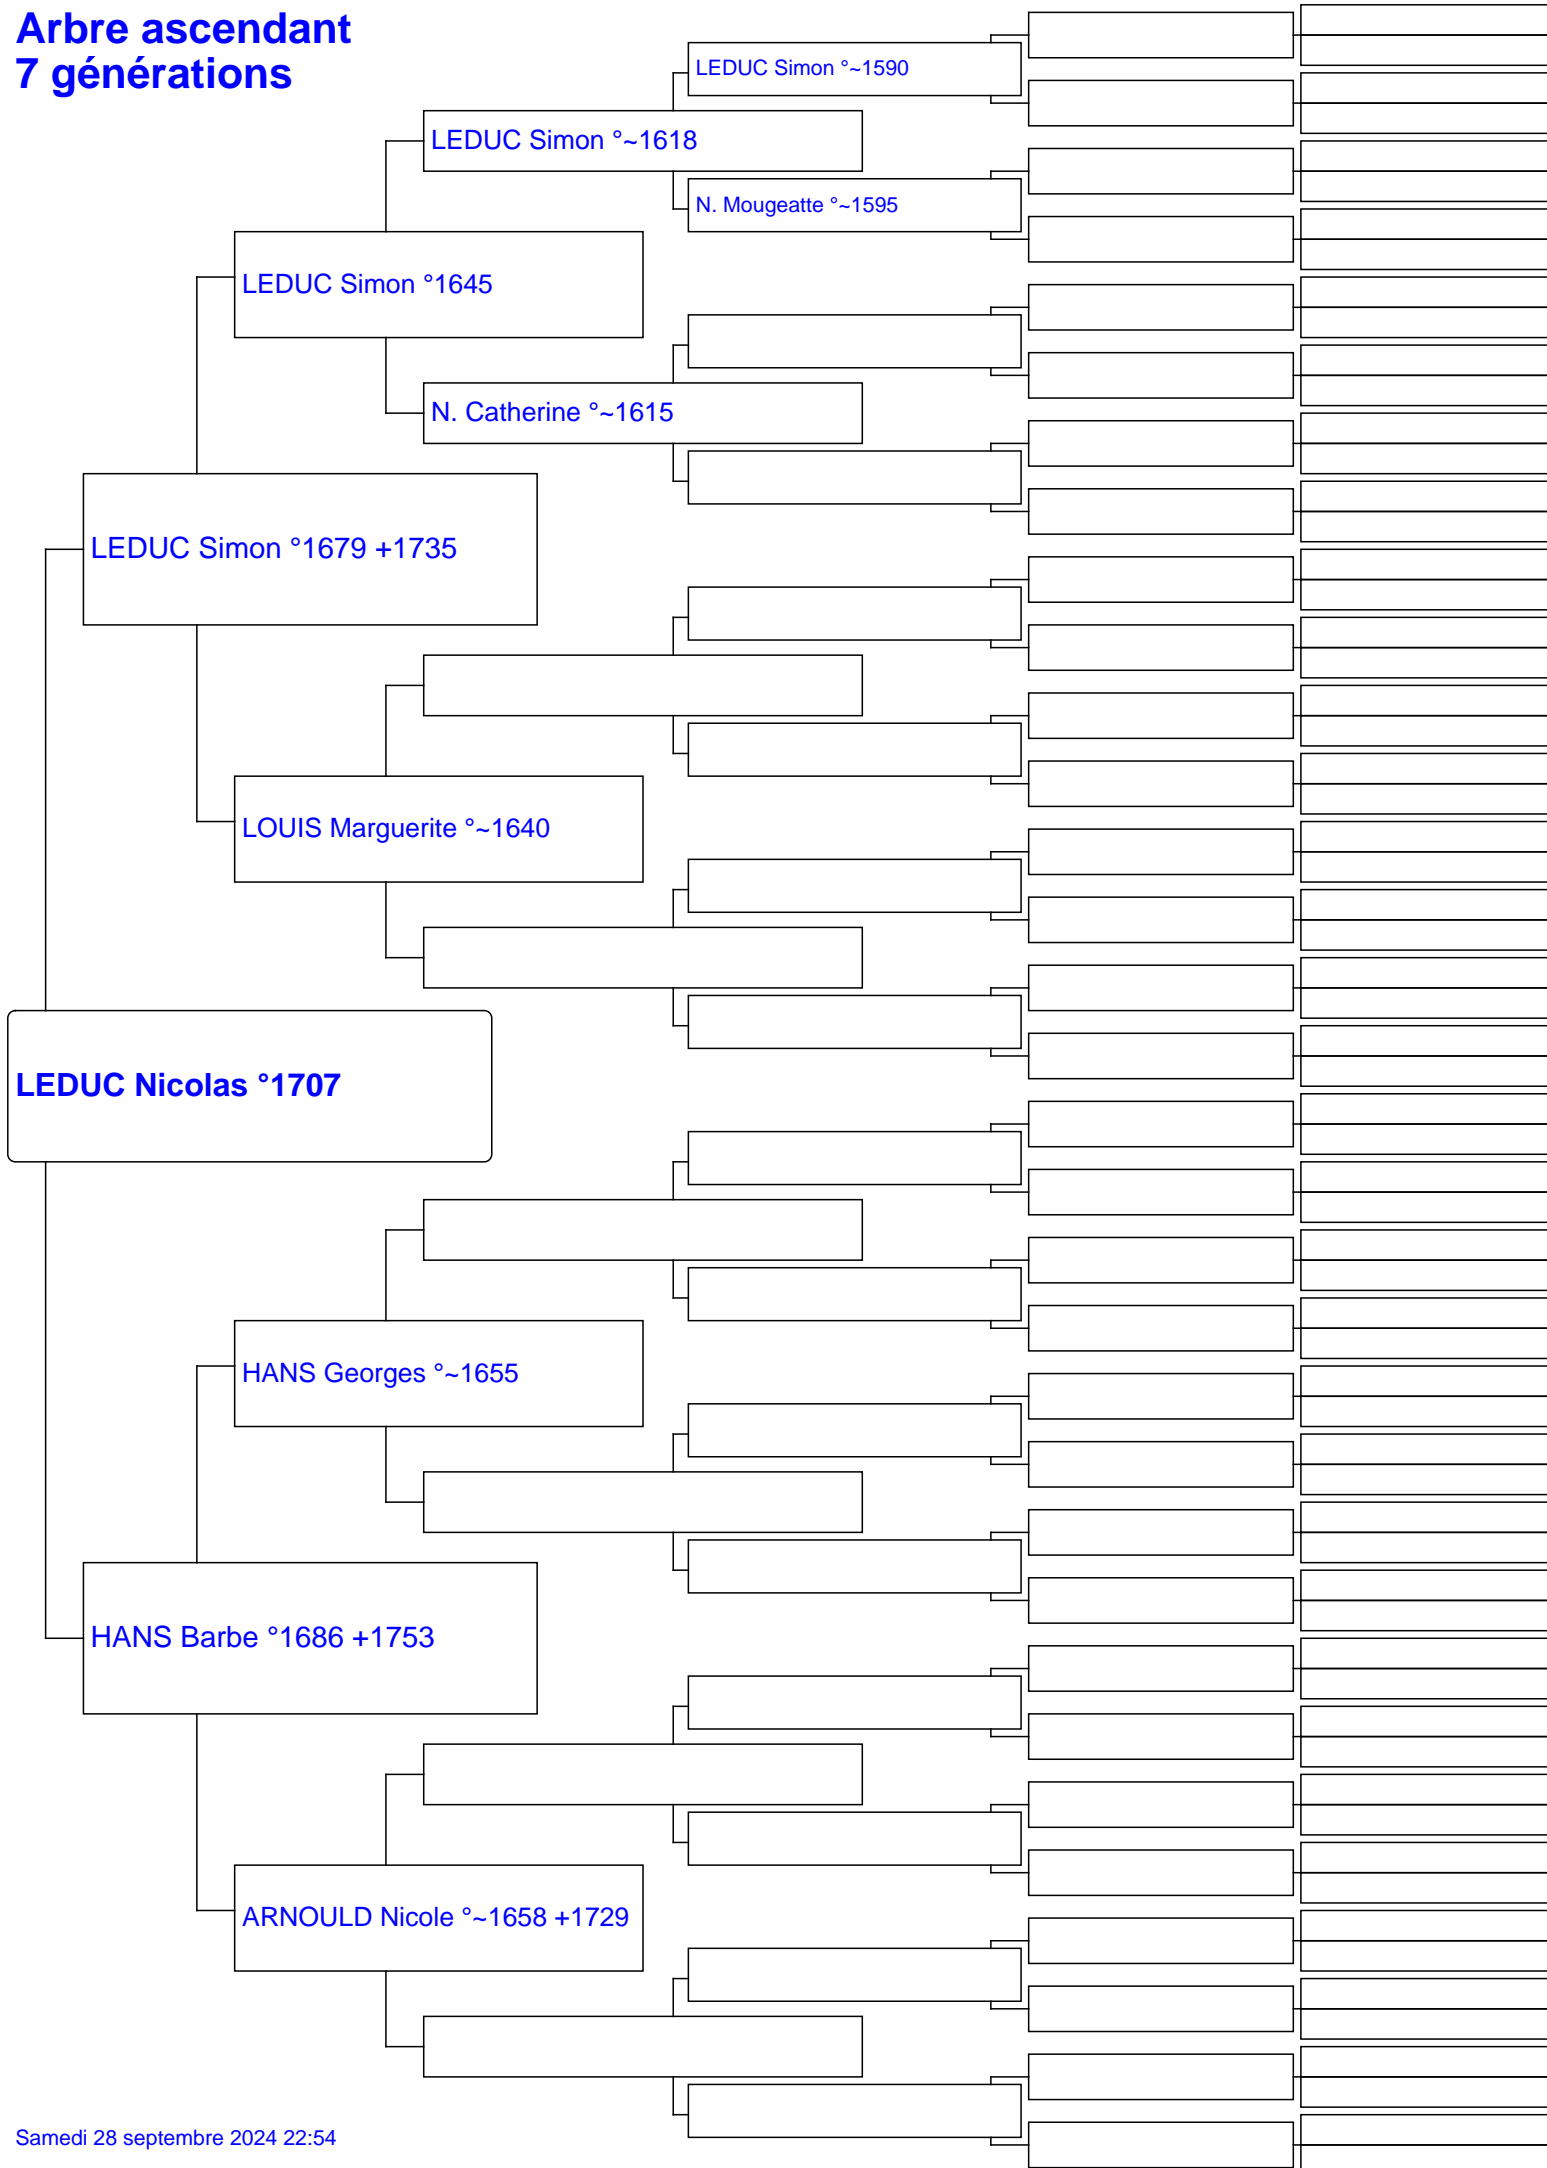 Arbre ascendant
7 générations
LEDUC Simon °~1590
LEDUC Simon °~1618
N. Mougeatte °~1595
LEDUC Simon °1645
N. Catherine °~1615
LEDUC Simon °1679 +1735
LOUIS Marguerite °~1640
LEDUC Nicolas °1707
HANS Georges °~1655
HANS Barbe °1686 +1753
ARNOULD Nicole °~1658 +1729
Samedi 28 septembre 2024 22:54